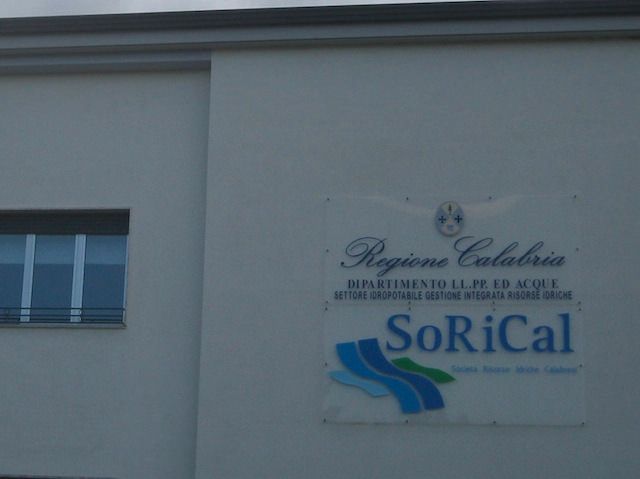 Regione Calabria
DIPARTIMENTO LL.PP. ED ACQUE
SETTORE IDROPOTABILE GESTIONE INTEGRATA RISORSE IDRICHE
SoRiCal
Società Risorse Idriche Calabresi